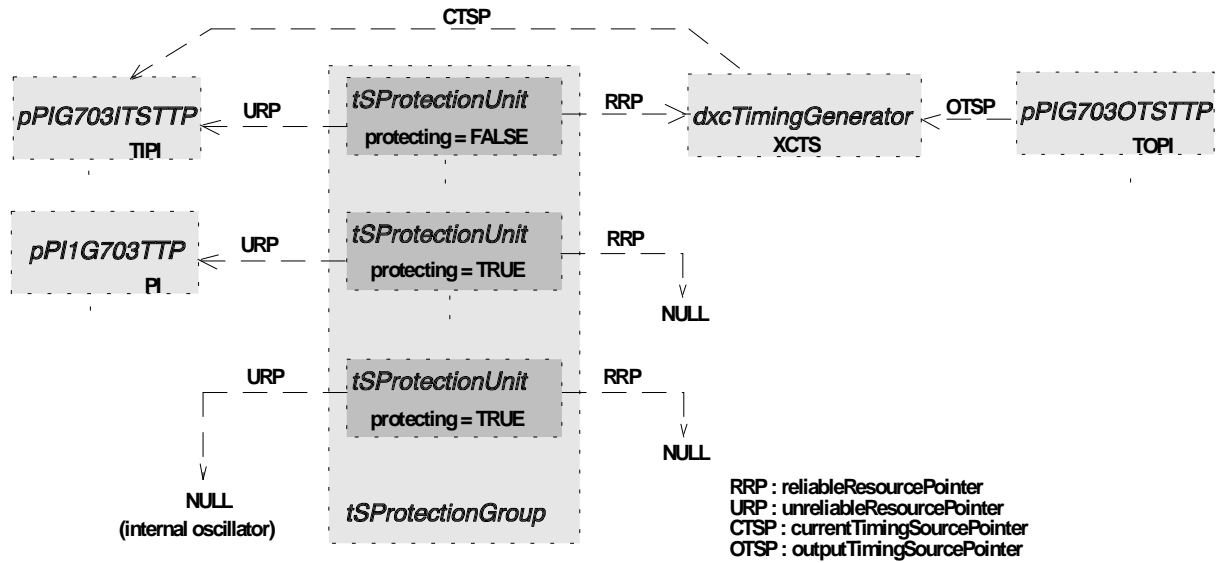 CTSP
pPIG703ITSTTP
TIPI
URP
tSProtectionUnit
protecting = FALSE
RRP
dxcTimingGenerator
XCTS
OTSP
pPIG703OTSTTP
TOPI
pPI1G703TTP
PI
URP
tSProtectionUnit
protecting = TRUE
RRP
NULL
URP
tSProtectionUnit
protecting = TRUE
RRP
NULL
NULL
(internal oscillator)
tSProtectionGroup
RRP : reliableResourcePointer
URP : unreliableResourcePointer
CTSP : currentTimingSourcePointer
OTSP : outputTimingSourcePointer